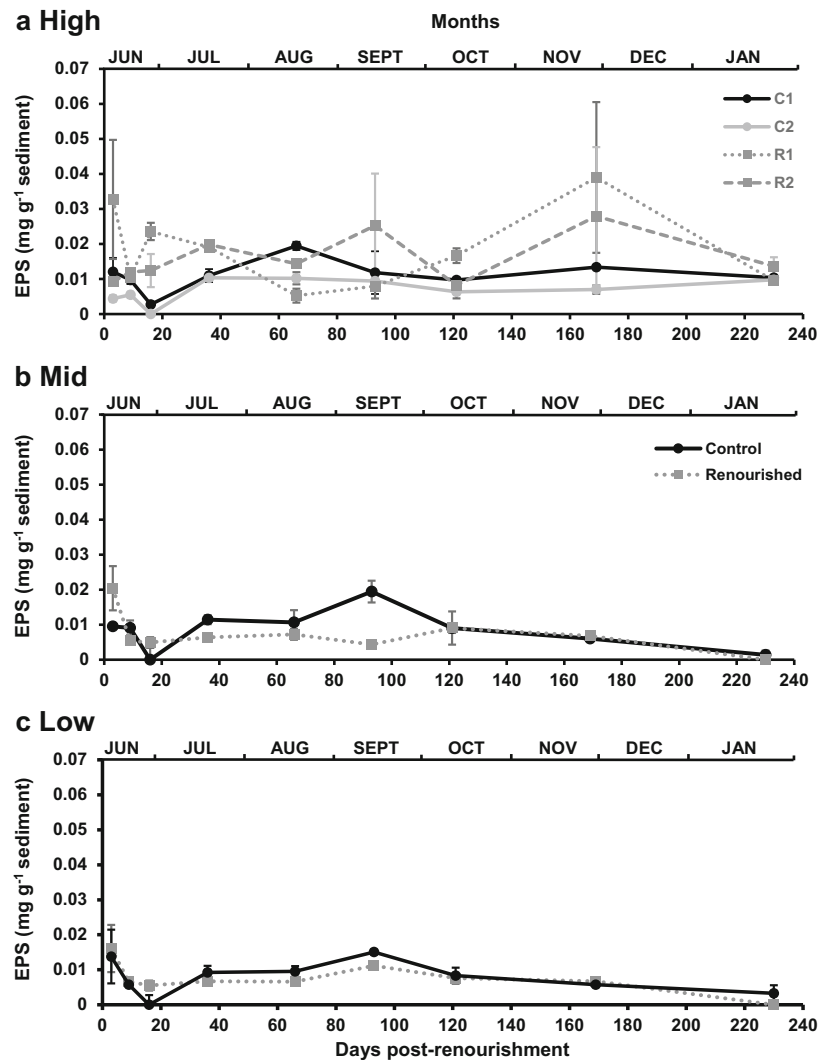 a High
Months
JUN JUL AUG SEPT OCT NOV DEC JAN
0.07
0.06
0.05
0.04
0.03
0.02
0.01
0
EPS (mg g-1 sediment)
C1
C2
R1
R2
0 20 40 60 80 100 120 140 160 180 200 220 240
b Mid
JUN JUL AUG SEPT OCT NOV DEC JAN
0.07
0.06
0.05
0.04
0.03
0.02
0.01
0
EPS (mg g-1 sediment)
Control
Renourished
0 20 40 60 80 100 120 140 160 180 200 220 240
c Low
JUN JUL AUG SEPT OCT NOV DEC JAN
0.07
0.06
0.05
0.04
0.03
0.02
0.01
0
EPS (mg g-1 sediment)
0 20 40 60 80 100 120 140 160 180 200 220 240
Days post-renourishment